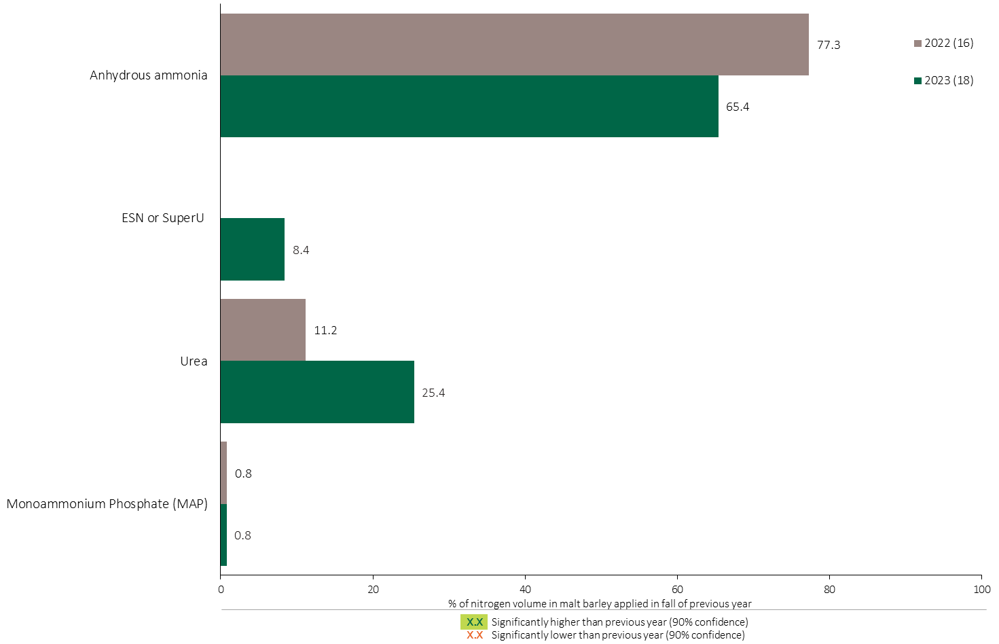 77.3
2022 (16)
Anhydrous ammonia
2023 (18)
65.4
ESN or SuperU
8.4
11.2
Urea
25.4
0.8
Monoammonium Phosphate (MAP)
0.8
0 20 40 60 80 100
% of nitrogen volume in malt barley applied in fall of previous year
X.X Significantly higher than previous year (90% confidence)
X.X Significantly lower than previous year (90% confidence)